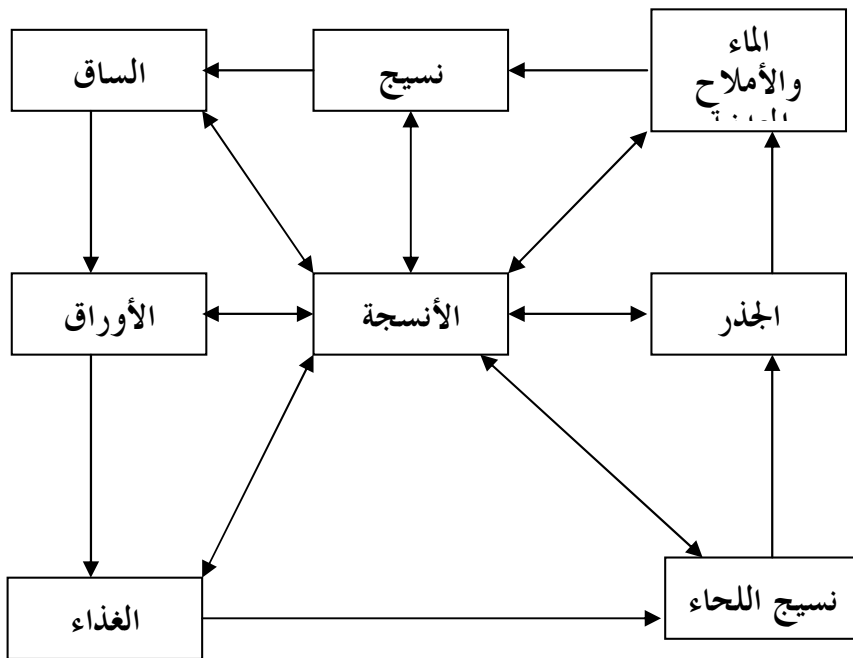 الماء
والأملاح
نسيج
الساق
الجذر
الأنسجة
الأوراق
نسيج اللحاء
الغذاء